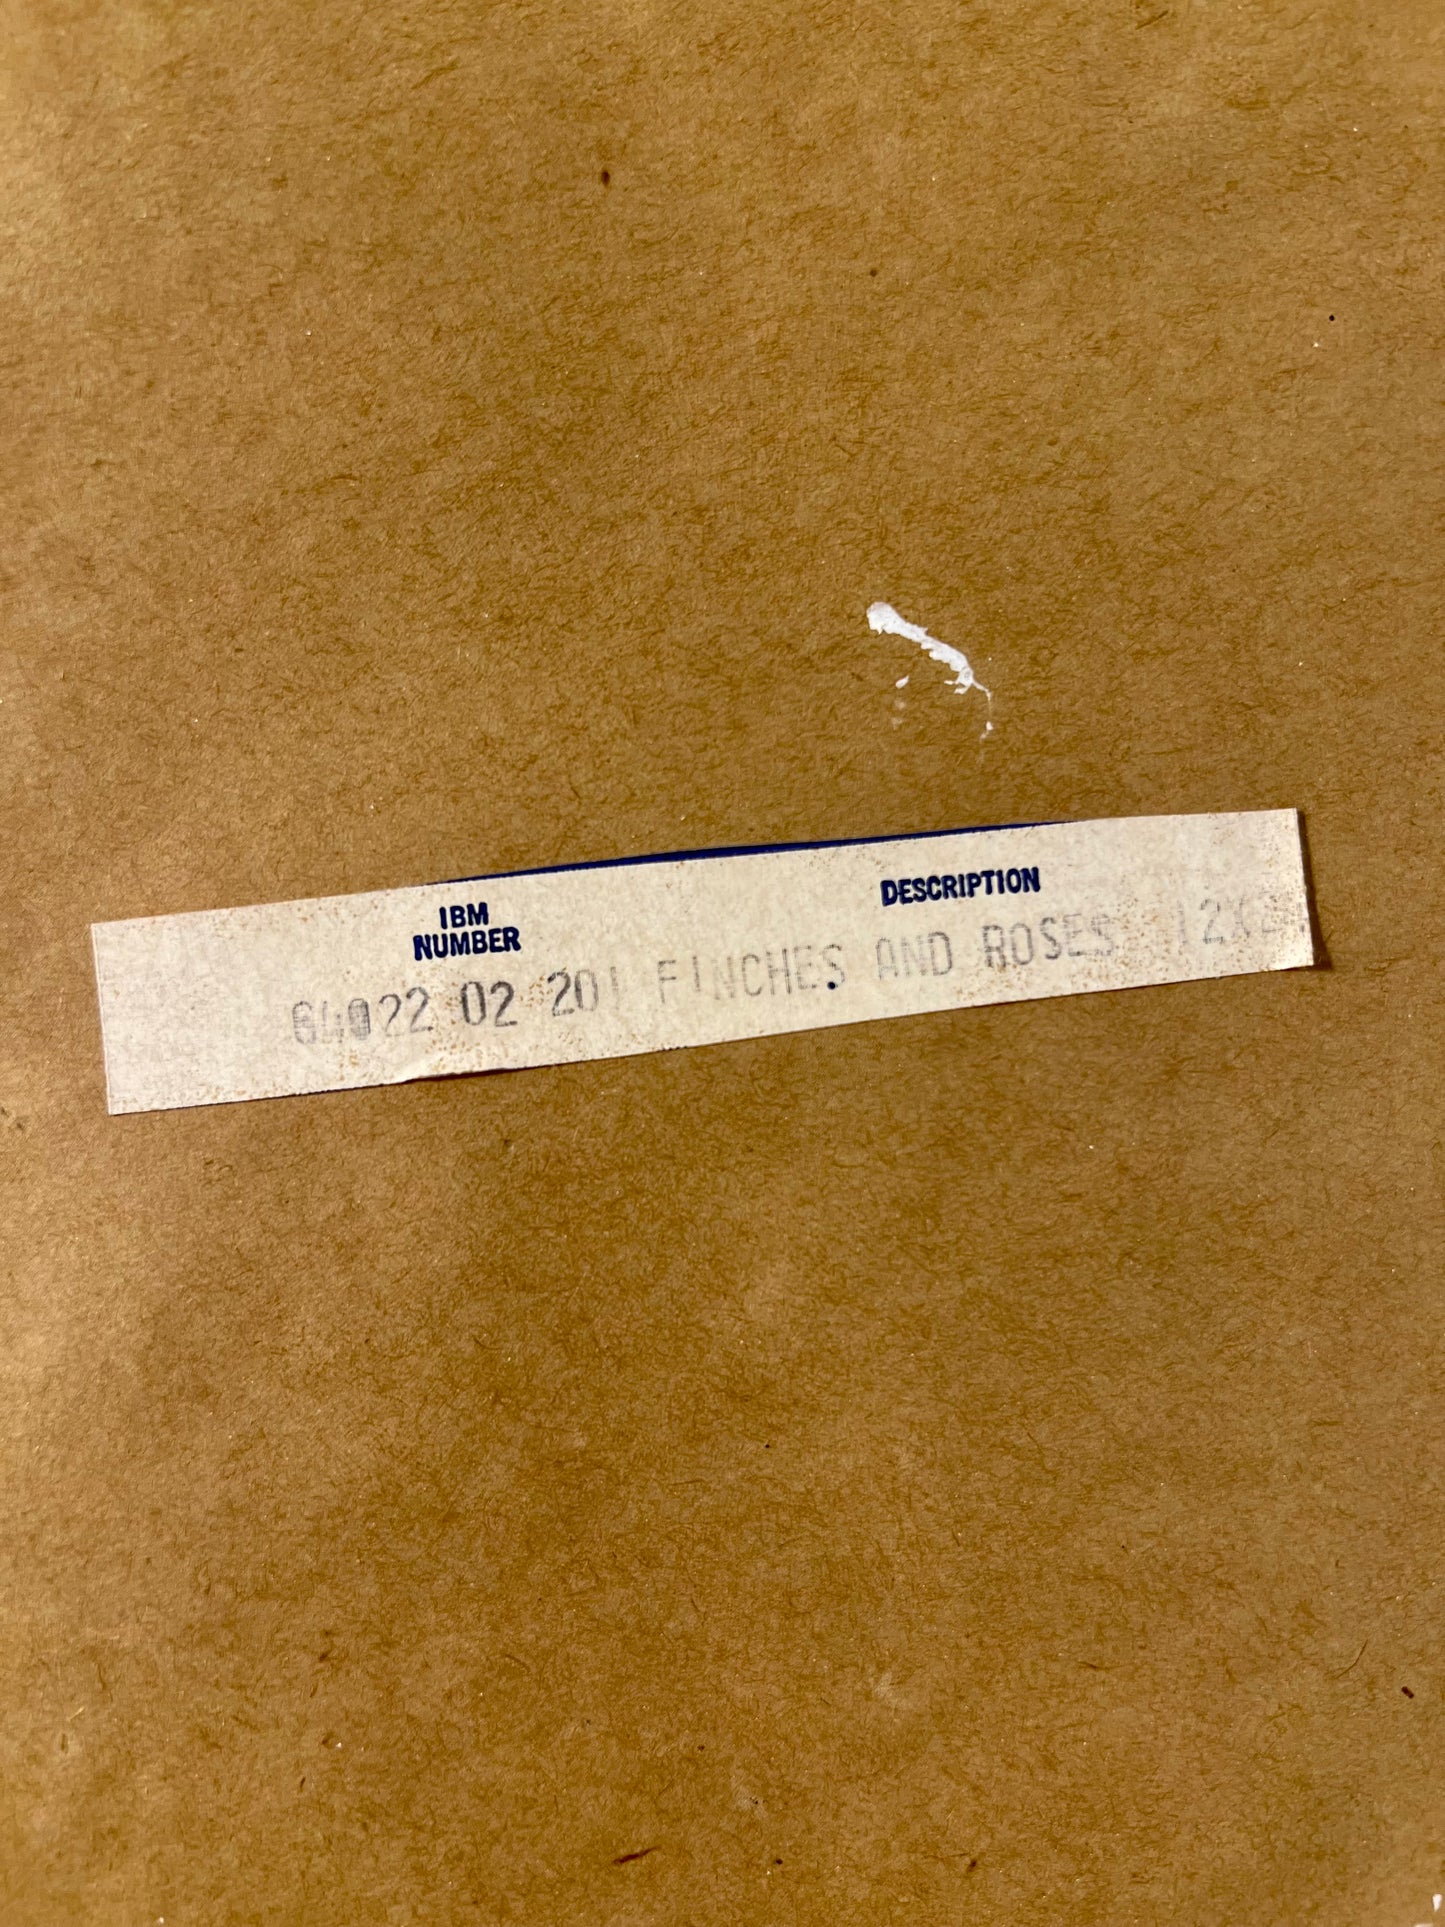 IBM
NUMBER
DESCRIPTION
64022 02 201 FINCHES AND ROSES